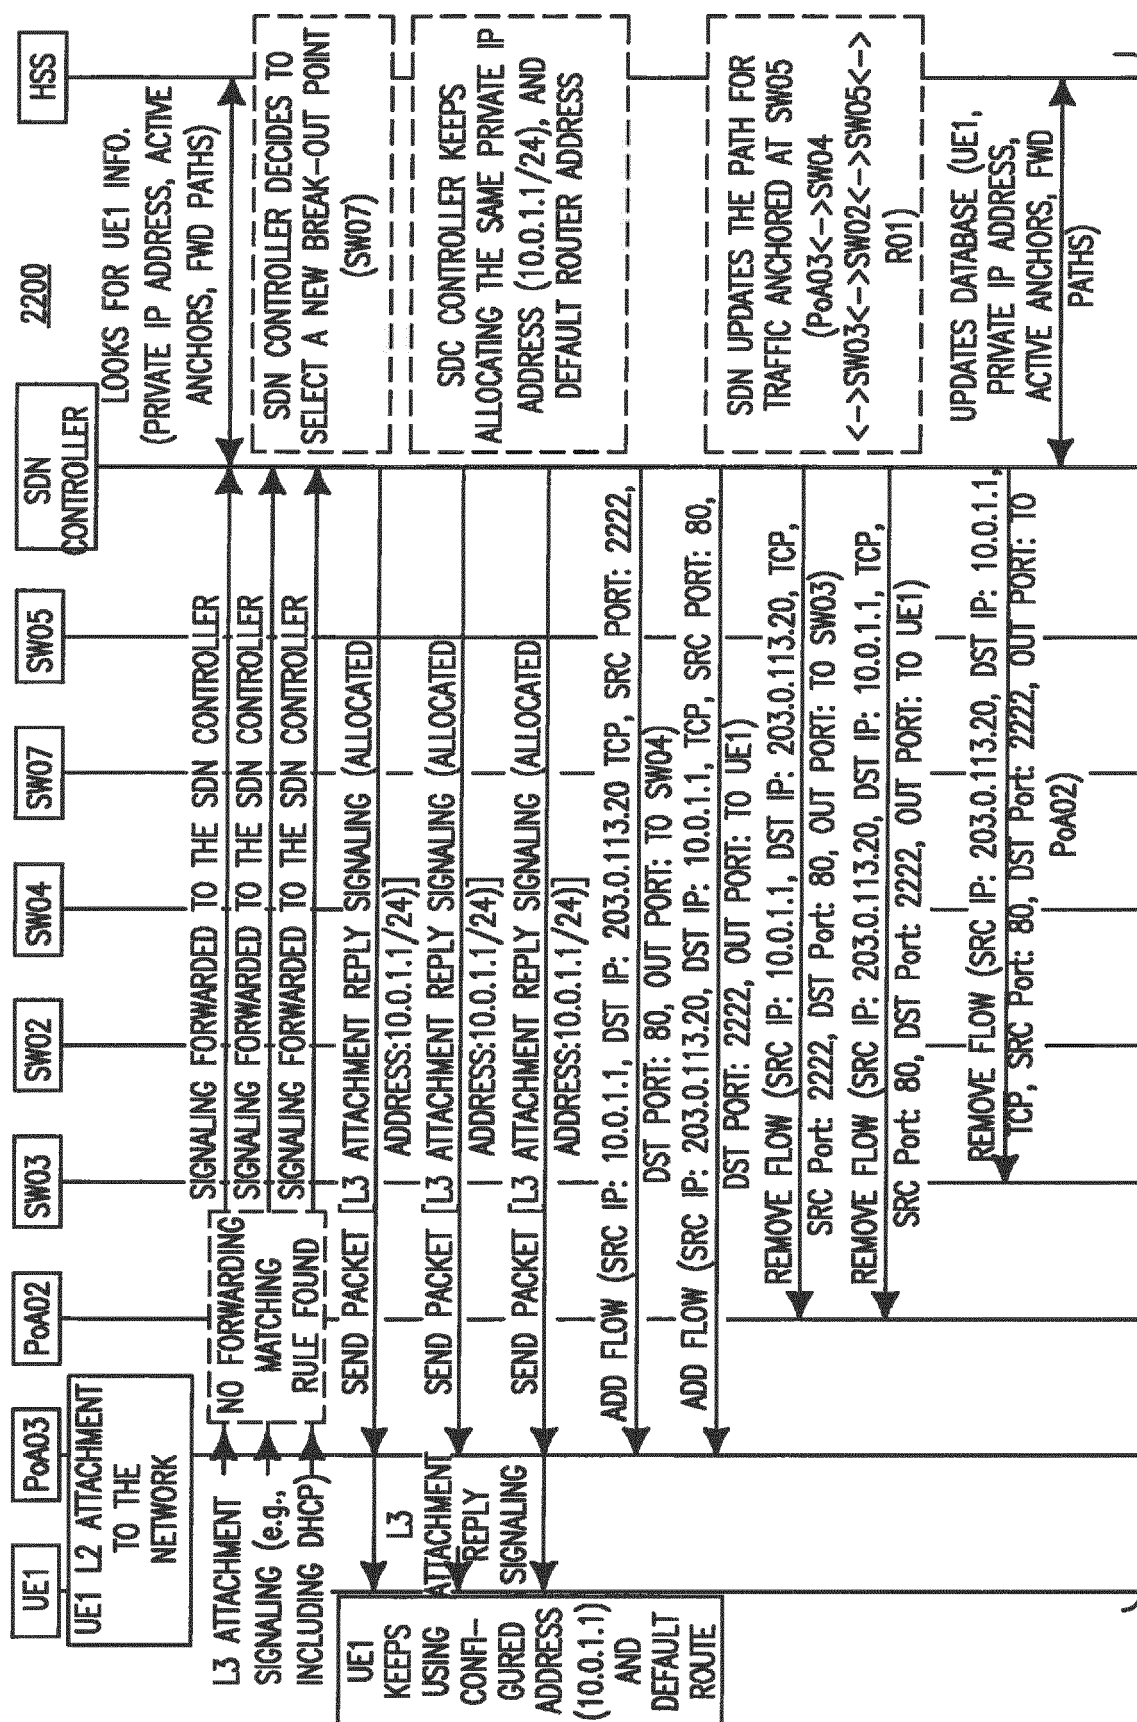 2200
UE1
PoA03
PoA02
SW03
SW02
SW04
SW07
SW05
SDN
CONTROLLER
HSS
UE1 L2 ATTACHMENT
TO THE
NETWORK
L3 ATTACHMENT
SIGNALING (e.g.,
INCLUDING DHCP)
NO FORWARDING
MATCHING
RULE FOUND
SIGNALING FORWARDED TO THE SDN CONTROLLER
SIGNALING FORWARDED TO THE SDN CONTROLLER
SIGNALING FORWARDED TO THE SDN CONTROLLER
LOOKS FOR UE1 INFO.
(PRIVATE IP ADDRESS, ACTIVE
ANCHORS, FWD PATHS)
SDN CONTROLLER DECIDES TO
SELECT A NEW BREAK-OUT POINT
(SW07)
SEND PACKET [L3 ATTACHMENT REPLY SIGNALING (ALLOCATED
ADDRESS:10.0.1.1/24)]
SEND PACKET [L3 ATTACHMENT REPLY SIGNALING (ALLOCATED
ADDRESS:10.0.1.1/24)]
SEND PACKET [L3 ATTACHMENT REPLY SIGNALING (ALLOCATED
ADDRESS:10.0.1.1/24)]
SDC CONTROLLER KEEPS
ALLOCATING THE SAME PRIVATE IP
ADDRESS (10.0.1.1/24), AND
DEFAULT ROUTER ADDRESS
L3
ATTACHMENT
REPLY
SIGNALING
UE1
KEEPS
USING
CONFI-
GURED
ADDRESS
(10.0.1.1)
AND
DEFAULT
ROUTE
ADD FLOW (SRC IP: 10.0.1.1, DST IP: 203.0.113.20 TCP, SRC PORT: 2222,
DST PORT: 80, OUT PORT: TO SW04)
ADD FLOW (SRC IP: 203.0.113.20, DST IP: 10.0.1.1, TCP, SRC PORT: 80,
DST PORT: 2222, OUT PORT: TO UE1)
SDN UPDATES THE PATH FOR
TRAFFIC ANCHORED AT SW05
(PoA03<->SW04
<->SW03<->SW02<->SW05<->
R01)
REMOVE FLOW (SRC IP: 10.0.1.1, DST IP: 203.0.113.20, TCP,
SRC Port: 2222, DST Port: 80, OUT PORT: TO SW03)
REMOVE FLOW (SRC IP: 203.0.113.20, DST IP: 10.0.1.1, TCP,
SRC Port: 80, DST Port: 2222, OUT PORT: TO UE1)
UPDATES DATABASE (UE1,
PRIVATE IP ADDRESS,
ACTIVE ANCHORS, FWD
PATHS)
REMOVE FLOW (SRC IP: 203.0.113.20, DST IP: 10.0.1.1,
TCP, SRC Port: 80, DST Port: 2222, OUT PORT: TO
PoA02)